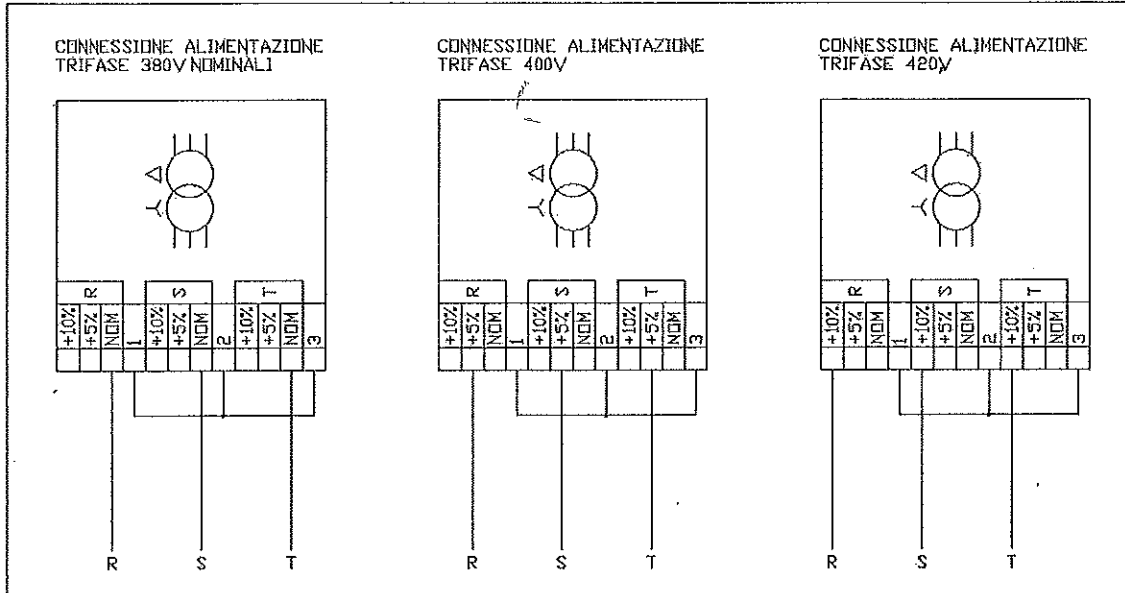 CONNESSIONE ALIMENTAZIONE
TRIFASE 380V NOMINALI
R
S
T
+10%
+5%
NOM
1
+10%
+5%
NOM
2
+10%
+5%
NOM
3
R
S
T
CONNESSIONE ALIMENTAZIONE
TRIFASE 400V
R
S
T
+10%
+5%
NOM
1
+10%
+5%
NOM
2
+10%
+5%
NOM
3
R
S
T
CONNESSIONE ALIMENTAZIONE
TRIFASE 420V
R
S
T
+10%
+5%
NOM
1
+10%
+5%
NOM
2
+10%
+5%
NOM
3
R
S
T